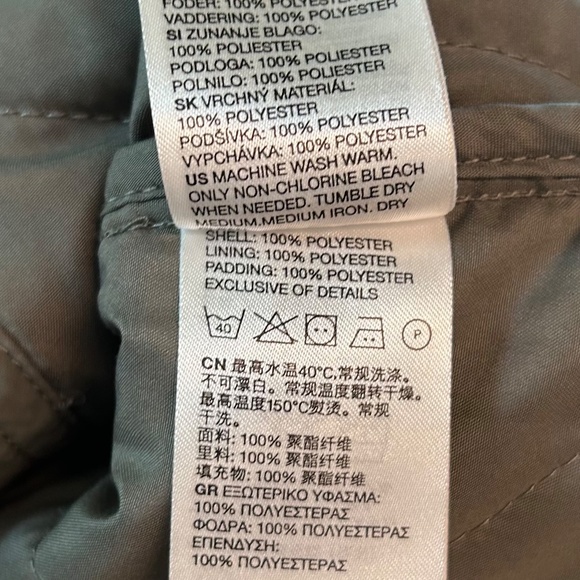 FODER: 100% POLYESTER
VADDERING: 100% POLYESTER
SI ZUNANJE BLAGO:
100% POLIESTER
PODLOGA: 100% POLIESTER
POLNILO: 100% POLIESTER
SK VRCHNÝ MATERIÁL:
100% POLYESTER
PODŠÍVKA: 100% POLYESTER
VYPCHÁVKA: 100% POLYESTER
US MACHINE WASH WARM.
ONLY NON-CHLORINE BLEACH
WHEN NEEDED. TUMBLE DRY
MEDIUM.MEDIUM IRON. DRY
SHELL: 100% POLYESTER
LINING: 100% POLYESTER
PADDING: 100% POLYESTER
EXCLUSIVE OF DETAILS
40 P
CN 最高水温40°C.常规洗涤。
不可漂白。常规温度翻转干燥。
最高温度150°C熨烫。常规
干洗。
面料: 100% 聚酯纤维
里料: 100% 聚酯纤维
填充物: 100% 聚酯纤维
GR ΕΞΩΤΕΡΙΚΟ ΥΦΑΣΜΑ:
100% ΠΟΛΥΕΣΤΕΡΑΣ
ΦΟΔΡΑ: 100% ΠΟΛΥΕΣΤΕΡΑΣ
ΕΠΕΝΔΥΣΗ:
100% ΠΟΛΥΕΣΤΕΡΑΣ